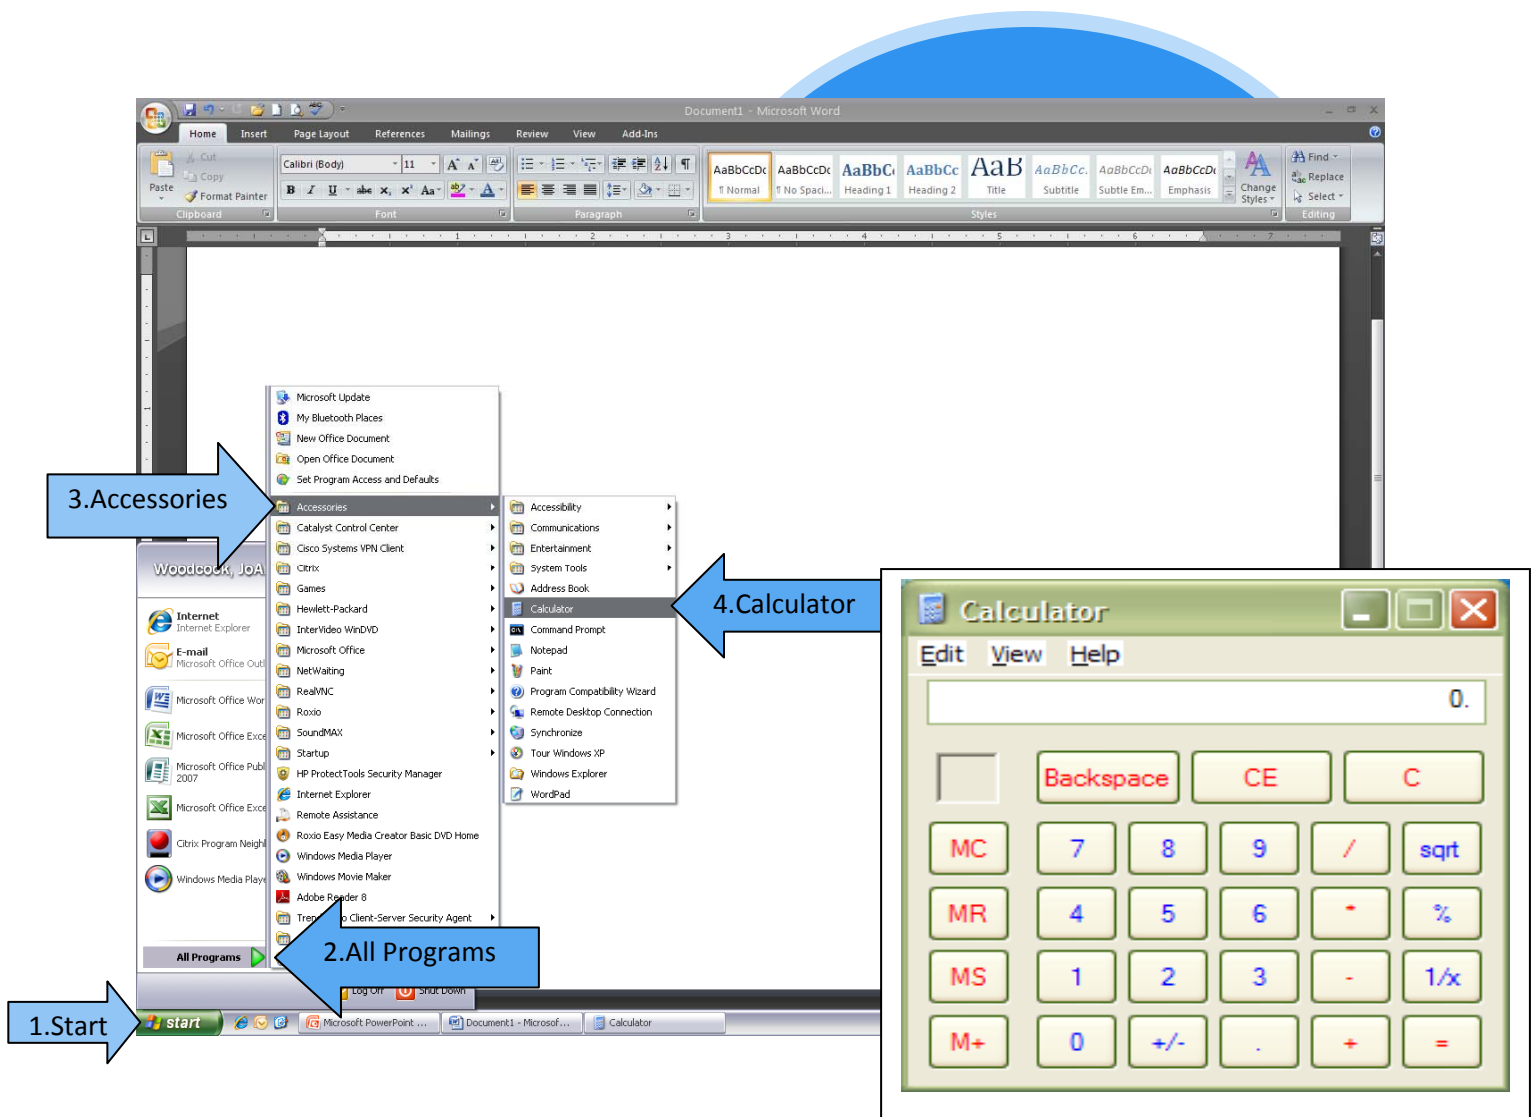 Document1 - Microsoft Word
Home Insert Page Layout References Mailings Review View Add-Ins
Cut
Copy
Paste
Format Painter
Clipboard
Calibri (Body) 11
B I U abc x, x² Aa
Font
Paragraph
AaBbCcDc AaBbCcDc AaBbC AaBbCc AaB AaBbCc. AaBbCcDc AaBbCcDc
¶ Normal ¶ No Spaci... Heading 1 Heading 2 Title Subtitle Subtle Em... Emphasis
Change
Styles
Styles
Find
Replace
Select
Editing
1 2 3 4 5 6 7
Microsoft Update
My Bluetooth Places
New Office Document
Open Office Document
Set Program Access and Defaults
3.Accessories
Accessories
Catalyst Control Center
Cisco Systems VPN Client
Citrix
Games
Hewlett-Packard
InterVideo WinDVD
Microsoft Office
NetWaiting
RealVNC
Roxio
SoundMAX
Startup
HP ProtectTools Security Manager
Internet Explorer
Remote Assistance
Roxio Easy Media Creator Basic DVD Home
Windows Media Player
Windows Movie Maker
Adobe Reader 8
Client-Server Security Agent
Accessibility
Communications
Entertainment
System Tools
Address Book
Calculator
Command Prompt
Notepad
Paint
Program Compatibility Wizard
Remote Desktop Connection
Synchronize
Tour Windows XP
Windows Explorer
WordPad
4.Calculator
Woodcock, JoA
Internet
Internet Explorer
E-mail
Microsoft Office Outl
Microsoft Office Wor
Microsoft Office Exce
Microsoft Office Publ
2007
Microsoft Office Exce
Citrix Program Neighl
Windows Media Playe
All Programs
2.All Programs
Log Off Shut Down
1.Start
start
Microsoft PowerPoint ...
Document1 - Microsof...
Calculator
Calculator
Edit View Help
0.
Backspace CE C
MC 7 8 9 / sqrt
MR 4 5 6 * %
MS 1 2 3 - 1/x
M+ 0 +/- . + =